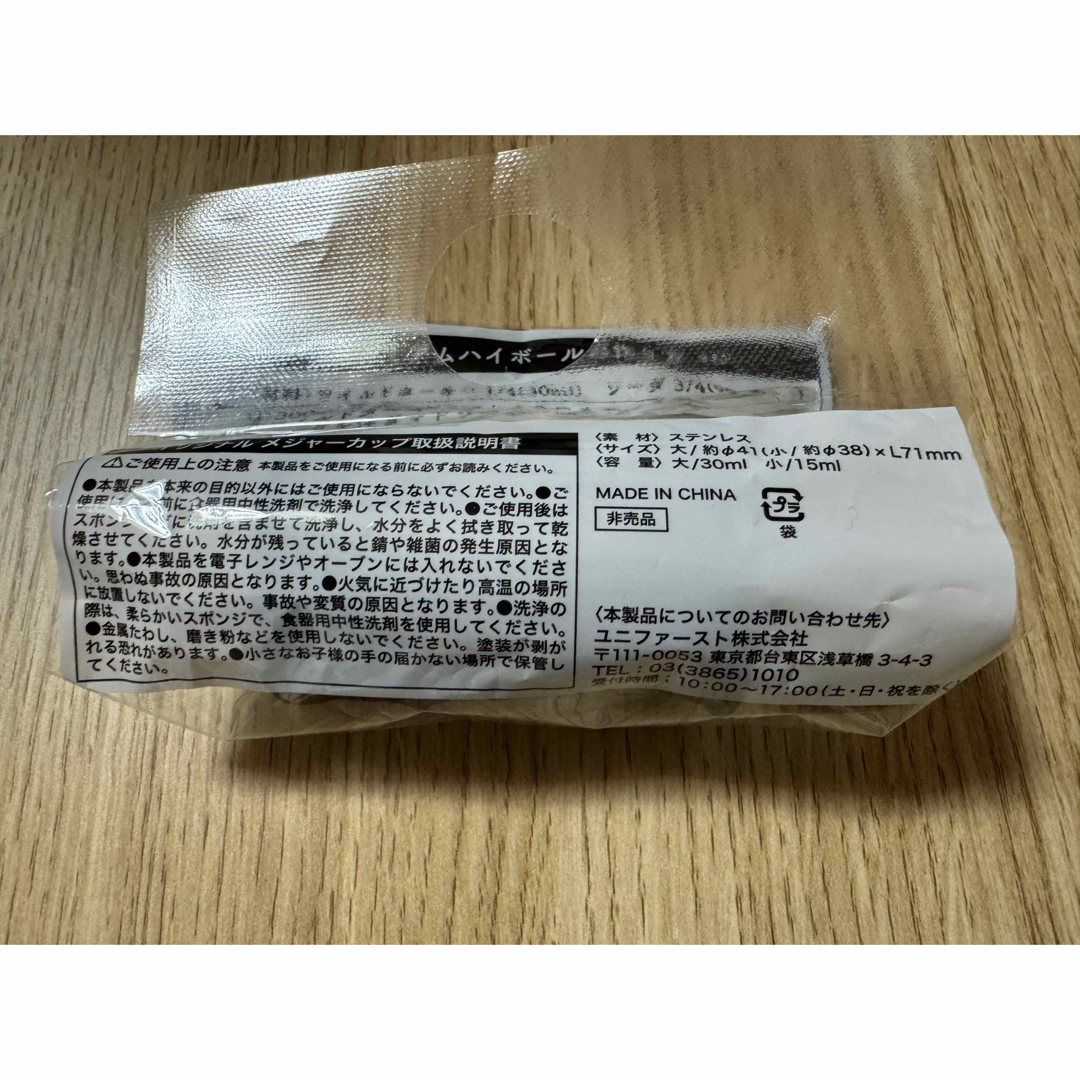 ムハイボール
メジャーカップ取扱説明書
⚠ご使用上の注意 本製品をご使用になる前に必ずお読みください。
●本製品を本来の目的以外にはご使用にならないでください。●ご
使用 前に食器用中性洗剤で洗浄してください。●ご使用後は
スポンジ に洗剤を含ませて洗浄し、水分をよく拭き取って乾
燥させてください。水分が残っていると錆や雑菌の発生原因とな
ります。●本製品を電子レンジやオーブンには入れないでくださ
い。思わぬ事故の原因となります。●火気に近づけたり高温の場所
に放置しないでください。事故や変質の原因となります。●洗浄の
際は、柔らかいスポンジで、食器用中性洗剤を使用してください。
●金属たわし、磨き粉などを使用しないでください。塗装が剥が
れる恐れがあります。●小さなお子様の手の届かない場所で保管し
てください。
〈素 材〉ステンレス
〈サイズ〉大/約φ41(小/約φ38)×L71mm
〈容 量〉大/30ml 小/15ml
MADE IN CHINA
プラ
袋
非売品
〈本製品についてのお問い合わせ先〉
ユニファースト株式会社
〒111-0053 東京都台東区浅草橋 3-4-3
TEL:03(3865)1010
受付時間:10:00~17:00(土・日・祝を除く)